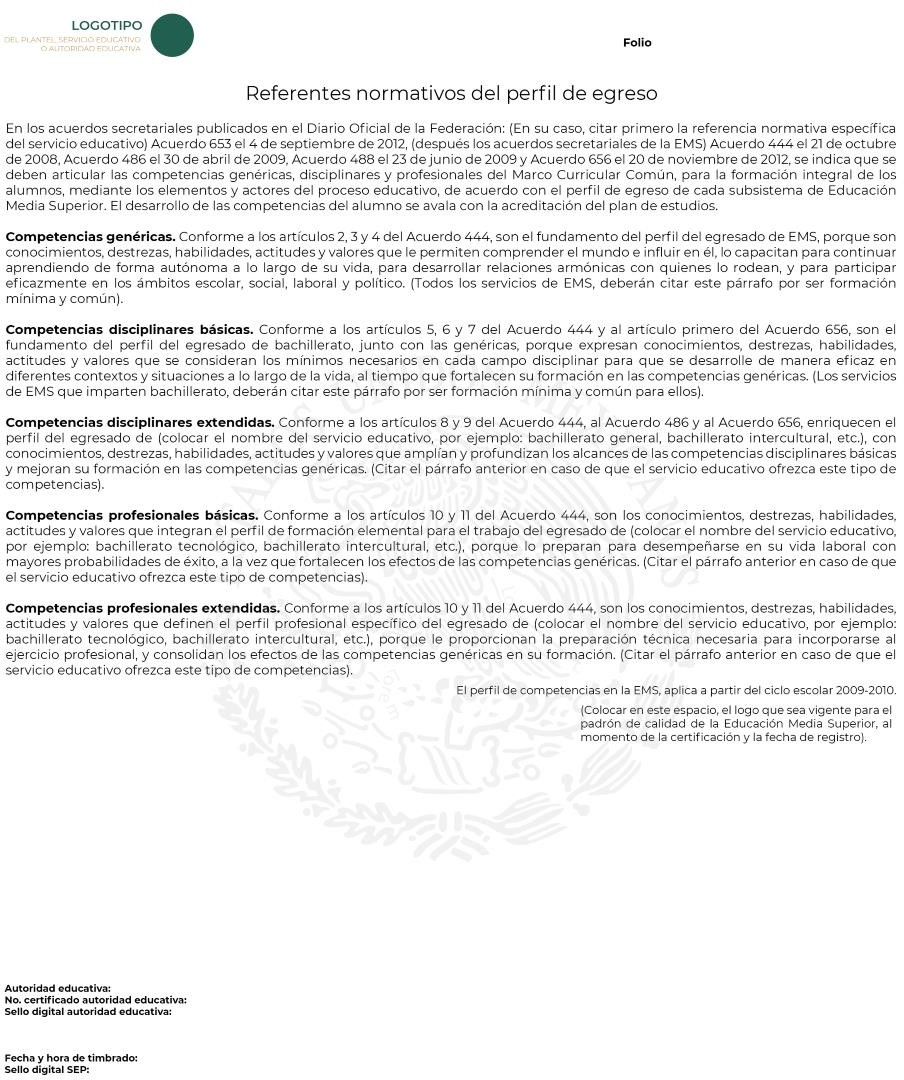 LOGOTIPO
DEL PLANTEL, SERVICIO EDUCATIVO
O AUTORIDAD EDUCATIVA
Folio
Referentes normativos del perfil de egreso
En los acuerdos secretariales publicados en el Diario Oficial de la Federación: (En su caso, citar primero la referencia normativa específica
del servicio educativo) Acuerdo 653 el 4 de septiembre de 2012, (después los acuerdos secretariales de la EMS) Acuerdo 444 el 21 de octubre
de 2008, Acuerdo 486 el 30 de abril de 2009, Acuerdo 488 el 23 de junio de 2009 y Acuerdo 656 el 20 de noviembre de 2012, se indica que se
deben articular las competencias genéricas, disciplinares y profesionales del Marco Curricular Común, para la formación integral de los
alumnos, mediante los elementos y actores del proceso educativo, de acuerdo con el perfil de egreso de cada subsistema de Educación
Media Superior. El desarrollo de las competencias del alumno se avala con la acreditación del plan de estudios.
Competencias genéricas. Conforme a los artículos 2, 3 y 4 del Acuerdo 444, son el fundamento del perfil del egresado de EMS, porque son
conocimientos, destrezas, habilidades, actitudes y valores que le permiten comprender el mundo e influir en él, lo capacitan para continuar
aprendiendo de forma autónoma a lo largo de su vida, para desarrollar relaciones armónicas con quienes lo rodean, y para participar
eficazmente en los ámbitos escolar, social, laboral y político. (Todos los servicios de EMS, deberán citar este párrafo por ser formación
mínima y común).
Competencias disciplinares básicas. Conforme a los artículos 5, 6 y 7 del Acuerdo 444 y al artículo primero del Acuerdo 656, son el
fundamento del perfil del egresado de bachillerato, junto con las genéricas, porque expresan conocimientos, destrezas, habilidades,
actitudes y valores que se consideran los mínimos necesarios en cada campo disciplinar para que se desarrolle de manera eficaz en
diferentes contextos y situaciones a lo largo de la vida, al tiempo que fortalecen su formación en las competencias genéricas. (Los servicios
de EMS que imparten bachillerato, deberán citar este párrafo por ser formación mínima y común para ellos).
Competencias disciplinares extendidas. Conforme a los artículos 8 y 9 del Acuerdo 444, al Acuerdo 486 y al Acuerdo 656, enriquecen el
perfil del egresado de (colocar el nombre del servicio educativo, por ejemplo: bachillerato general, bachillerato intercultural, etc.), con
conocimientos, destrezas, habilidades, actitudes y valores que amplían y profundizan los alcances de las competencias disciplinares básicas
y mejoran su formación en las competencias genéricas. (Citar el párrafo anterior en caso de que el servicio educativo ofrezca este tipo de
competencias).
Competencias profesionales básicas. Conforme a los artículos 10 y 11 del Acuerdo 444, son los conocimientos, destrezas, habilidades,
actitudes y valores que integran el perfil de formación elemental para el trabajo del egresado de (colocar el nombre del servicio educativo,
por ejemplo: bachillerato tecnológico, bachillerato intercultural, etc.), porque lo preparan para desempeñarse en su vida laboral con
mayores probabilidades de éxito, a la vez que fortalecen los efectos de las competencias genéricas. (Citar el párrafo anterior en caso de que
el servicio educativo ofrezca este tipo de competencias).
Competencias profesionales extendidas. Conforme a los artículos 10 y 11 del Acuerdo 444, son los conocimientos, destrezas, habilidades,
actitudes y valores que definen el perfil profesional específico del egresado de (colocar el nombre del servicio educativo, por ejemplo:
bachillerato tecnológico, bachillerato intercultural, etc.), porque le proporcionan la preparación técnica necesaria para incorporarse al
ejercicio profesional, y consolidan los efectos de las competencias genéricas en su formación. (Citar el párrafo anterior en caso de que el
servicio educativo ofrezca este tipo de competencias).
El perfil de competencias en la EMS, aplica a partir del ciclo escolar 2009-2010.
(Colocar en este espacio, el logo que sea vigente para el
padrón de calidad de la Educación Media Superior, al
momento de la certificación y la fecha de registro).
Autoridad educativa:
No. certificado autoridad educativa:
Sello digital autoridad educativa:
Fecha y hora de timbrado:
Sello digital SEP: